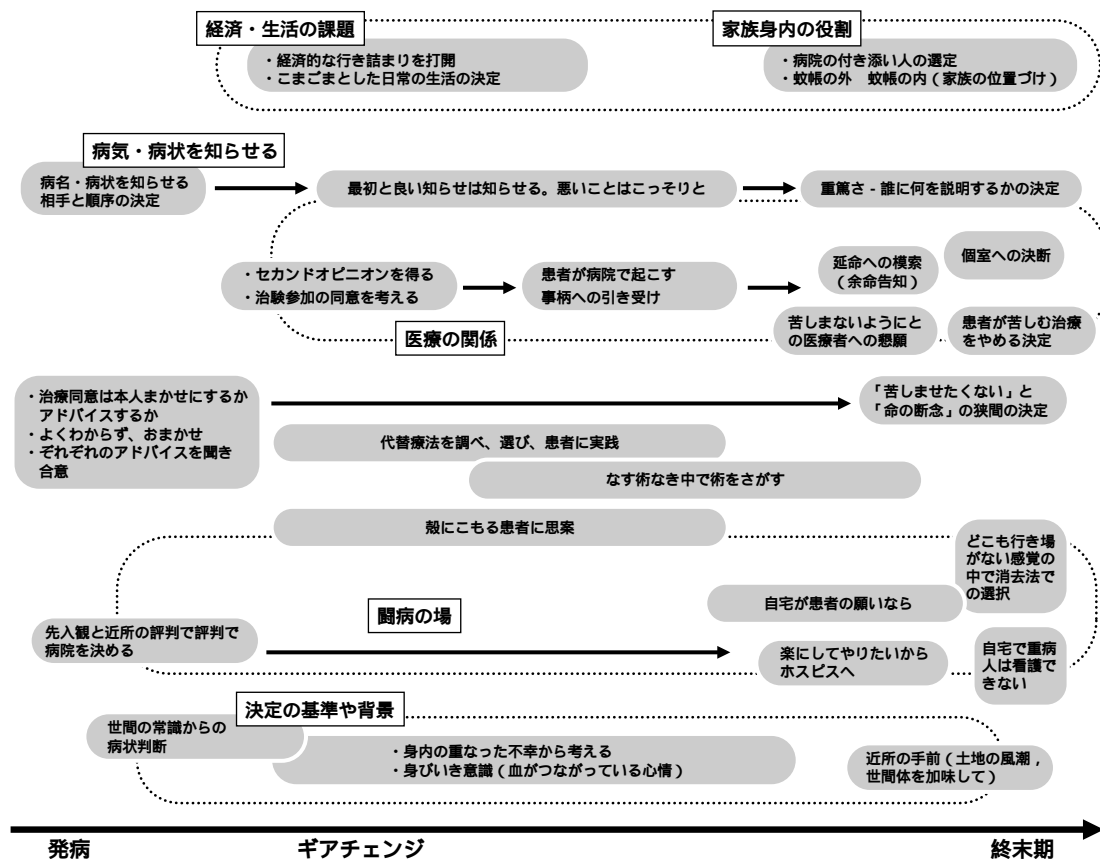 経済・生活の課題
家族身内の役割
・経済的な行き詰まりを打開
・こまごまとした日常の生活の決定
・病院の付き添い人の選定
・蚊帳の外　蚊帳の内（家族の位置づけ）
病気・病状を知らせる
病名・病状を知らせる
相手と順序の決定
最初と良い知らせは知らせる。悪いことはこっそりと
重篤さ - 誰に何を説明するかの決定
・セカンドオピニオンを得る
・治験参加の同意を考える
患者が病院で起こす
事柄への引き受け
延命への模索
（余命告知）
個室への決断
医療の関係
苦しまないようにと
の医療者への懇願
患者が苦しむ治療
をやめる決定
・治療同意は本人まかせにするか
アドバイスするか
・よくわからず、おまかせ
・ぞれぞれのアドバイスを聞き
合意
「苦しませたくない」と
「命の断念」の狭間の決定
代替療法を調べ、選び、患者に実践
なす術なき中で術をさがす
殻にこもる患者に思案
どこも行き場
がない感覚の
中で消去法で
の選択
闘病の場
自宅が患者の願いなら
先入観と近所の評判で評判で
病院を決める
楽にしてやりたいから
ホスピスへ
自宅で重病
人は看護で
きない
決定の基準や背景
世間の常識からの
病状判断
・身内の重なった不幸から考える
・身びいき意識（血がつながっている心情）
近所の手前（土地の風潮，
世間体を加味して）
発病
ギアチェンジ
終末期